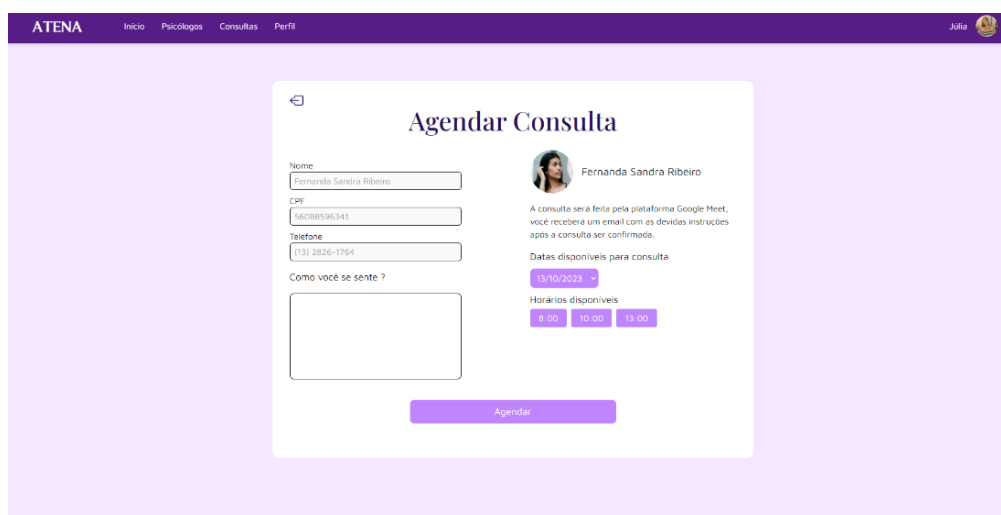 ATENA Início Psicólogos Consultas Perfil Júlia
Agendar Consulta
Nome
Fernanda Sandra Ribeiro
CPF
56088596341
Telefone
(13) 2826-1764
Como você se sente ?
Fernanda Sandra Ribeiro
A consulta será feita pela plataforma Google Meet,
você receberá um email com as devidas instruções
após a consulta ser confirmada.
Datas disponíveis para consulta
13/10/2023
Horários disponíveis
8:00 10:00 13:00
Agendar